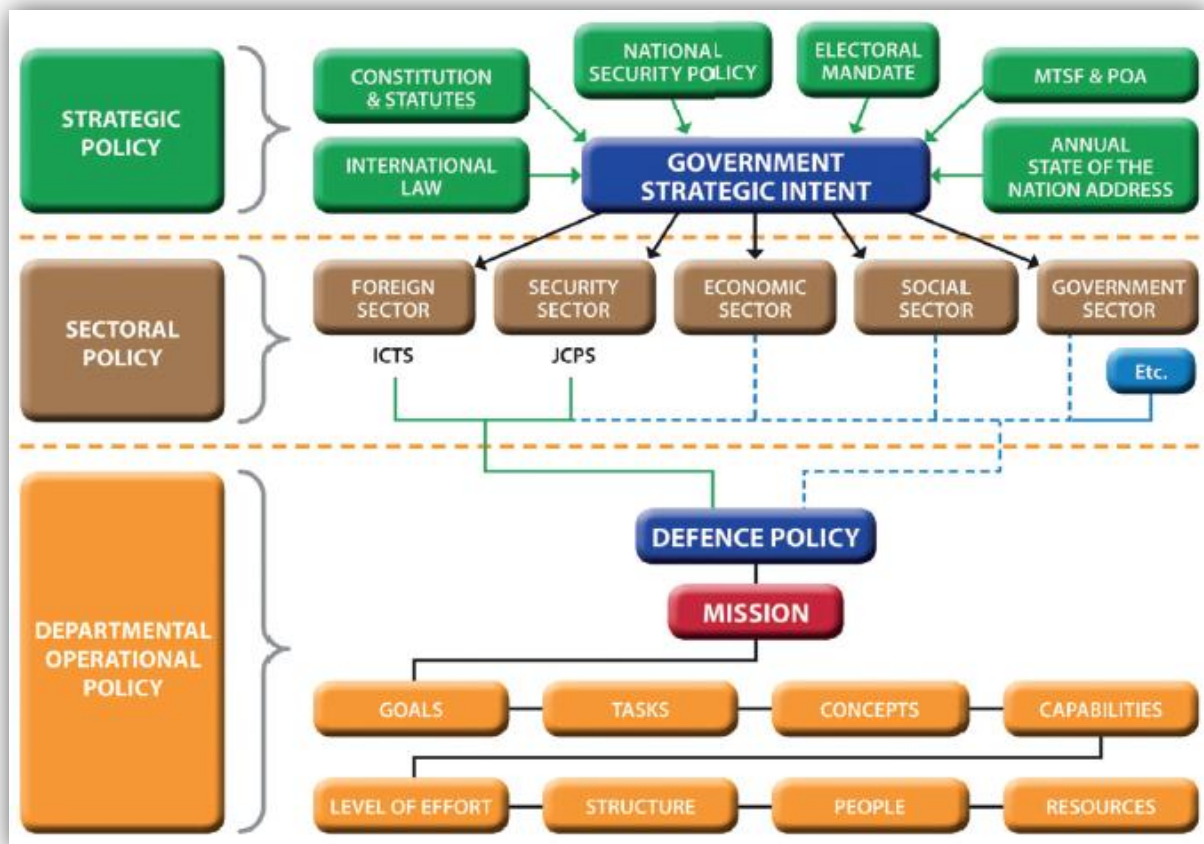 STRATEGIC
POLICY
CONSTITUTION
& STATUTES
NATIONAL
SECURITY POLICY
ELECTORAL
MANDATE
MTSF & POA
INTERNATIONAL
LAW
GOVERNMENT
STRATEGIC INTENT
ANNUAL
STATE OF THE
NATION ADDRESS
SECTORAL
POLICY
FOREIGN
SECTOR
SECURITY
SECTOR
ECONOMIC
SECTOR
SOCIAL
SECTOR
GOVERNMENT
SECTOR
ICTS
JCPS
Etc.
DEPARTMENTAL
OPERATIONAL
POLICY
DEFENCE POLICY
MISSION
GOALS
TASKS
CONCEPTS
CAPABILITIES
LEVEL OF EFFORT
STRUCTURE
PEOPLE
RESOURCES